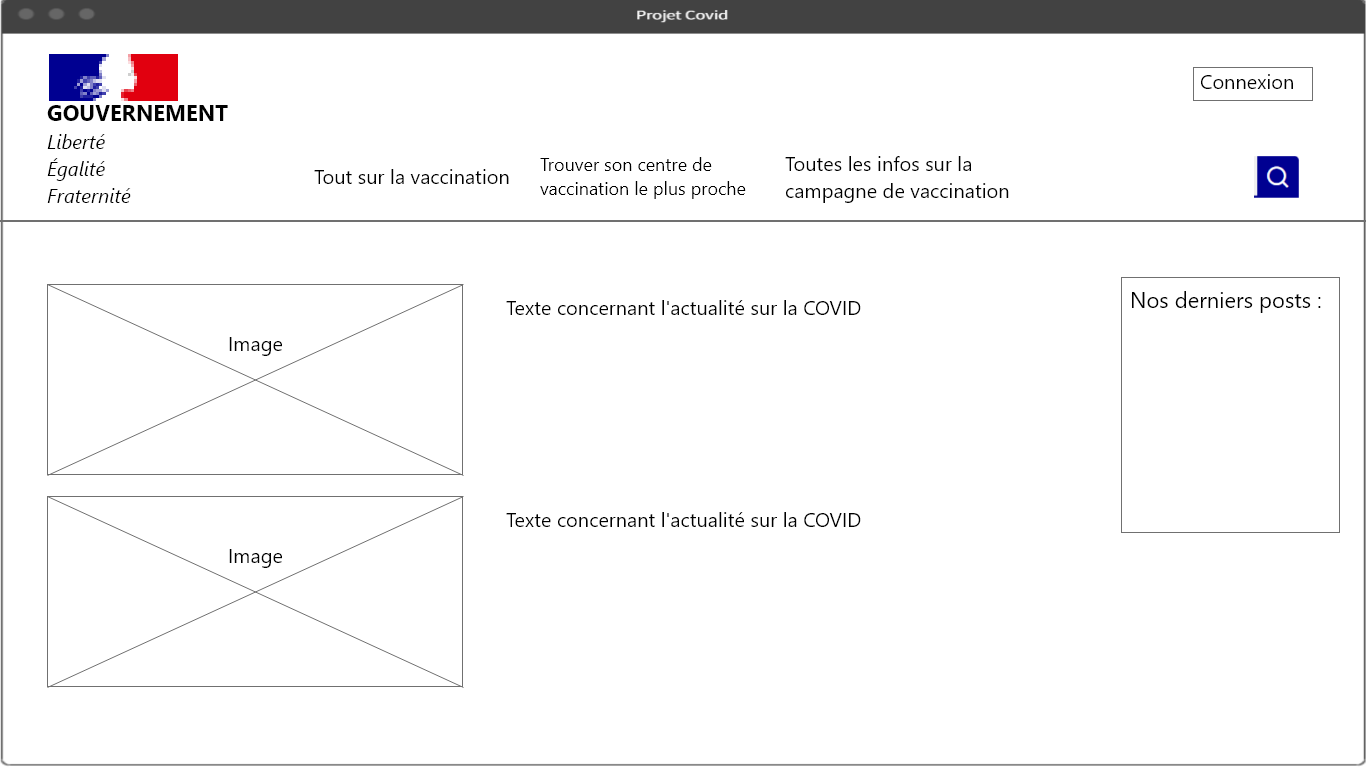 Projet Covid
GOUVERNEMENT
Liberté
Égalité
Fraternité
Connexion
Tout sur la vaccination
Trouver son centre de
vaccination le plus proche
Toutes les infos sur la
campagne de vaccination
Image
Texte concernant l'actualité sur la COVID
Nos derniers posts :
Image
Texte concernant l'actualité sur la COVID